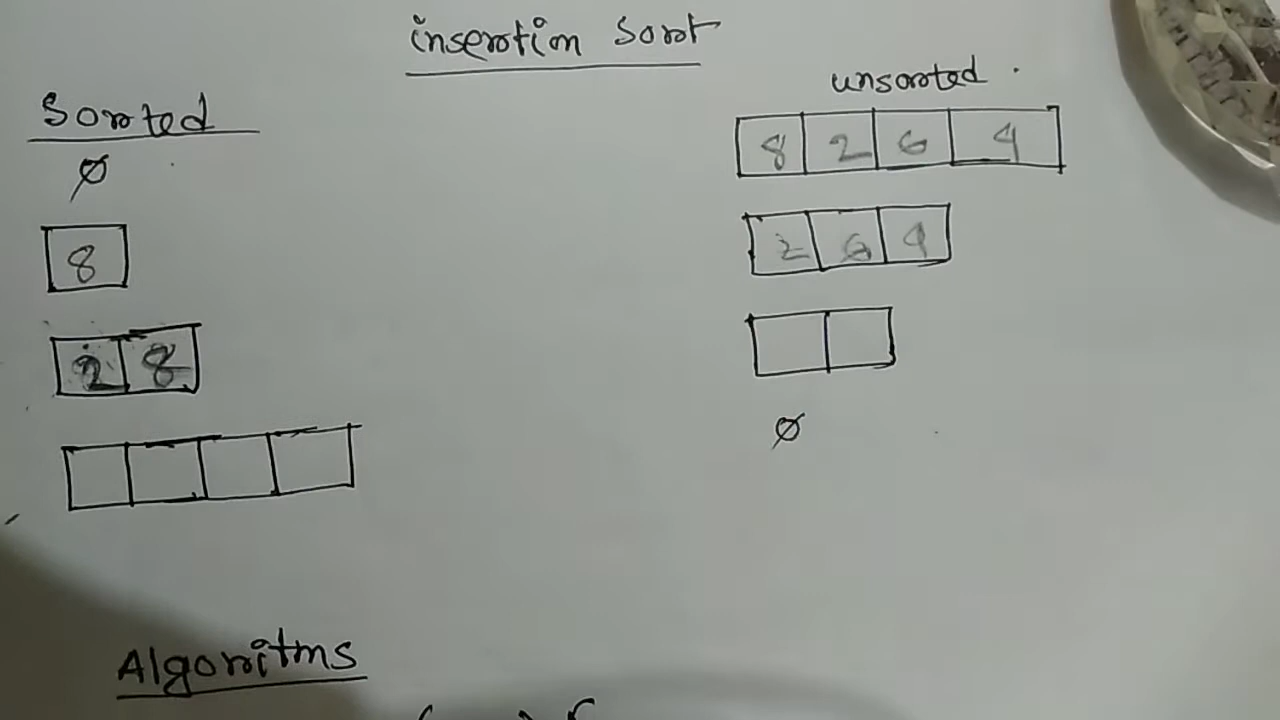 insertion Sort
unsorted .
Sorted
8 2 6 4
∅
2 6 4
8
2 8
∅
Algoritms